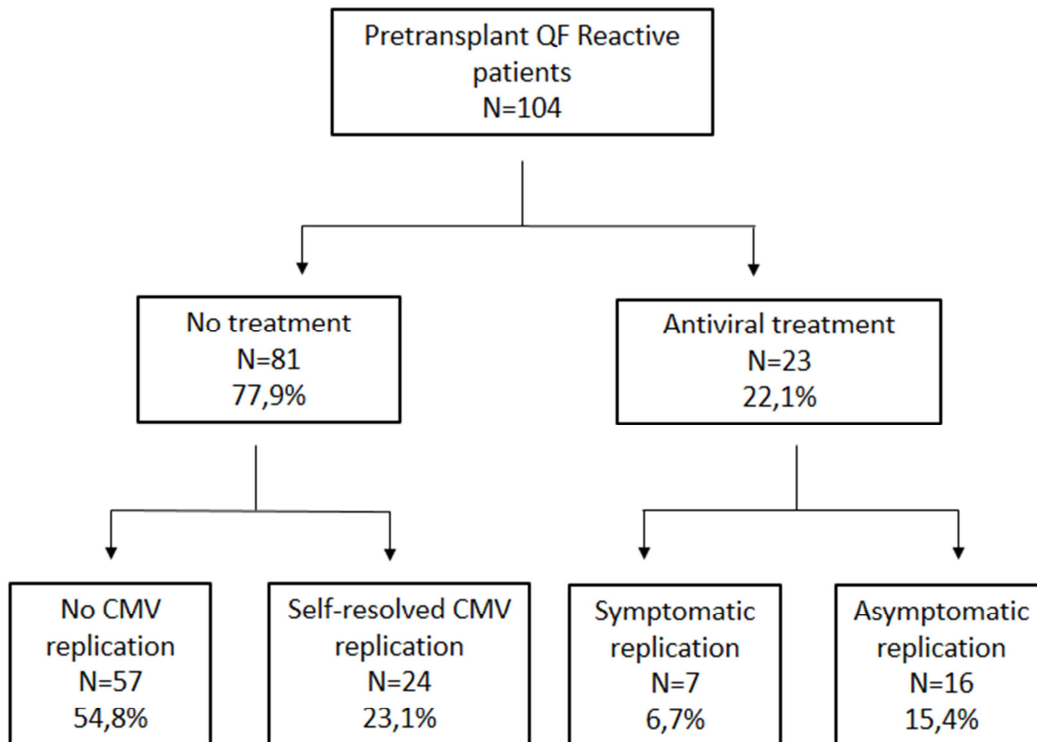 Pretransplant QF Reactive
patients
N=104
No treatment
N=81
77,9%
Antiviral treatment
N=23
22,1%
No CMV
replication
N=57
54,8%
Self-resolved CMV
replication
N=24
23,1%
Symptomatic
replication
N=7
6,7%
Asymptomatic
replication
N=16
15,4%